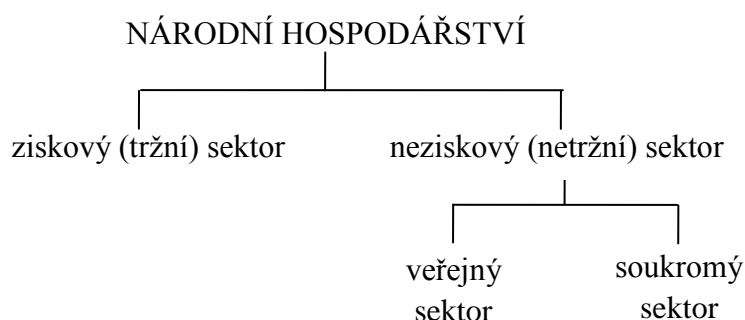 NÁRODNÍ HOSPODÁŘSTVÍ
ziskový (tržní) sektor
neziskový (netržní) sektor
veřejný
sektor
soukromý
sektor